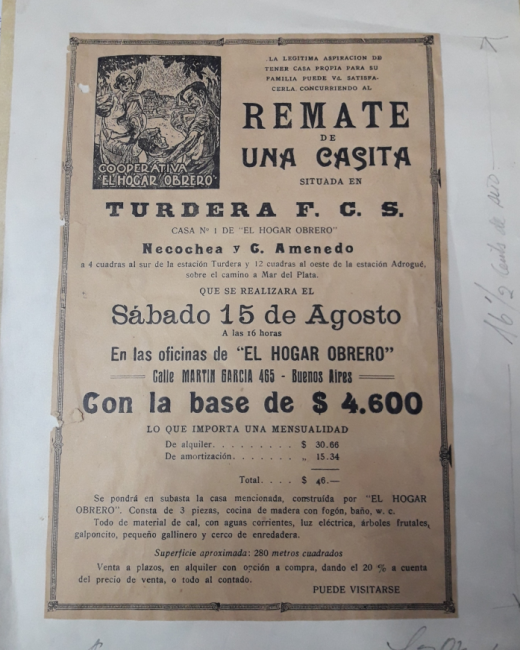 LA LEGITIMA ASPIRACION DE
TENER CASA PROPIA PARA SU
FAMILIA PUEDE Vd. SATISFA-
CERLA, CONCURRIENDO AL
COOPERATIVA
"EL HOGAR OBRERO"
REMATE
DE
UNA CASITA
SITUADA EN
TURDERA F. C. S.
CASA Nº 1 DE "EL HOGAR OBRERO"
Necochea y C. Amenedo
a 4 cuadras al sur de la estación Turdera y 12 cuadras al oeste de la estación Adrogué,
sobre el camino a Mar del Plata.
QUE SE REALIZARA EL
Sábado 15 de Agosto
A las 16 horas
En las oficinas de "EL HOGAR OBRERO"
Calle MARTIN GARCIA 465 - Buenos Aires
Con la base de $ 4.600
LO QUE IMPORTA UNA MENSUALIDAD
De alquiler. . . . . . . . . . $ 30.66
De amortización. . . . . . . „ 15.34
Total. . . . $ 46.—
Se pondrá en subasta la casa mencionada, construída por "EL HOGAR
OBRERO". Consta de 3 piezas, cocina de madera con fogón, baño, w. c.
Todo de material de cal, con aguas corrientes, luz eléctrica, árboles frutales,
galponcito, pequeño gallinero y cerco de enredadera.
Superficie aproximada: 280 metros cuadrados
Venta a plazos, en alquiler con opción a compra, dando el 20 % a cuenta
del precio de venta, o todo al contado.
PUEDE VISITARSE
16 1/2
de